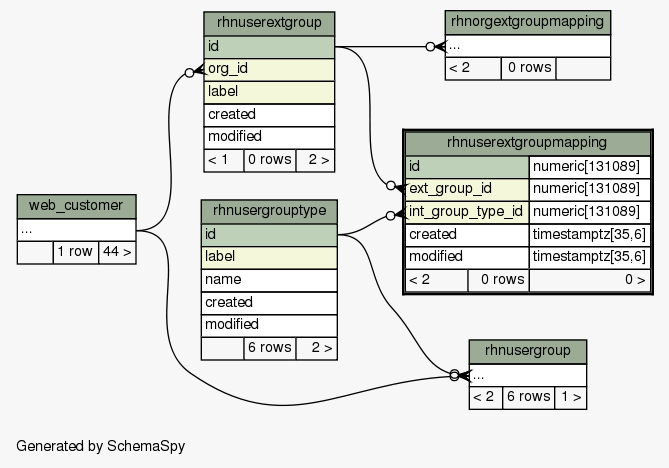 rhnuserextgroup
id
org_id
label
created
modified
< 1 0 rows 2 >
rhnorgextgroupmapping
...
< 2 0 rows
rhnuserextgroupmapping
id numeric[131089]
ext_group_id numeric[131089]
int_group_type_id numeric[131089]
created timestamptz[35,6]
modified timestamptz[35,6]
< 2 0 rows 0 >
web_customer
...
1 row 44 >
rhnusergrouptype
id
label
name
created
modified
6 rows 2 >
rhnusergroup
...
< 2 6 rows 1 >
Generated by SchemaSpy